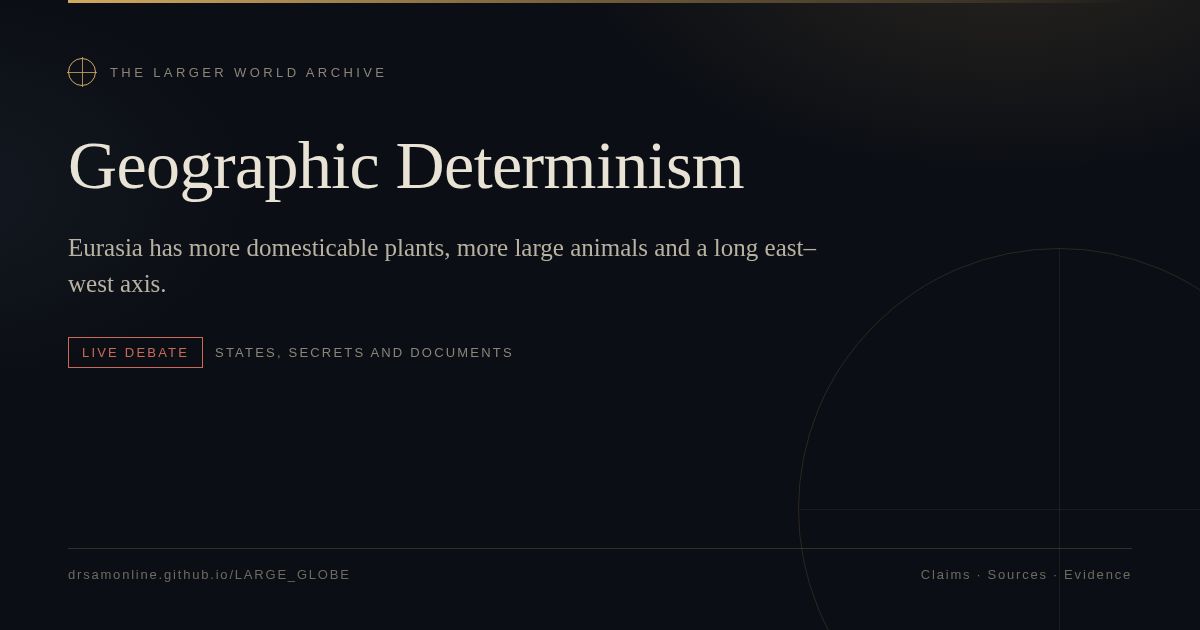 THE LARGER WORLD ARCHIVE
Geographic Determinism
Eurasia has more domesticable plants, more large animals and a long east–
west axis.
LIVE DEBATE
STATES, SECRETS AND DOCUMENTS
drsamonline.github.io/LARGE_GLOBE
Claims · Sources · Evidence